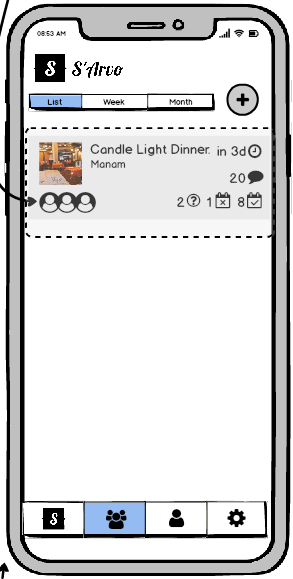 08:53 AM
S S'Arvo
List Week Month
+
Candle Light Dinner. in 3d
Manam
20
2 1 8
S